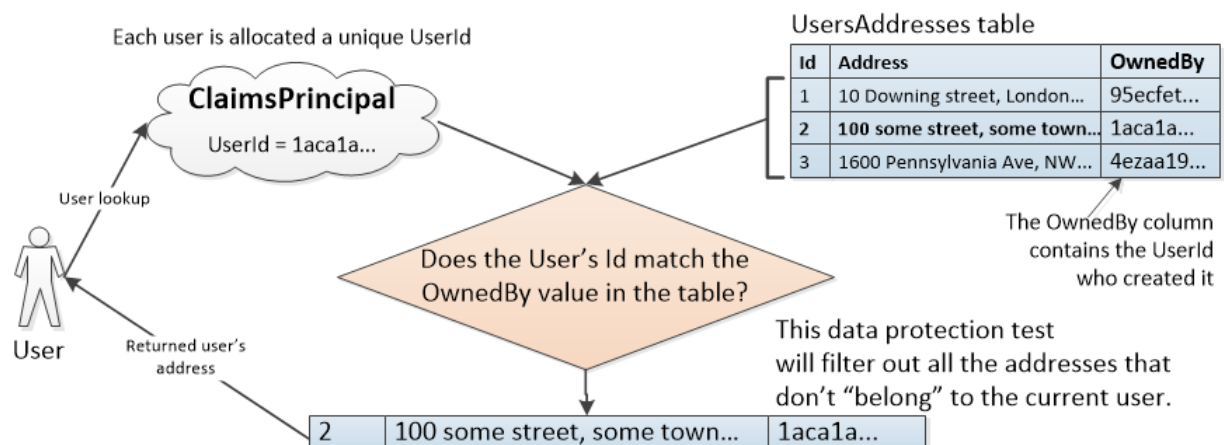 Each user is allocated a unique UserId
ClaimsPrincipal
UserId = 1aca1a...
User lookup
User
Returned user's
address
UsersAddresses table
Id Address OwnedBy
1 10 Downing street, London... 95ecfet...
2 100 some street, some town... 1aca1a...
3 1600 Pennsylvania Ave, NW... 4ezaa19...
The OwnedBy column
contains the UserId
who created it
Does the User's Id match the
OwnedBy value in the table?
This data protection test
will filter out all the addresses that
don't “belong” to the current user.
2 100 some street, some town... 1aca1a...